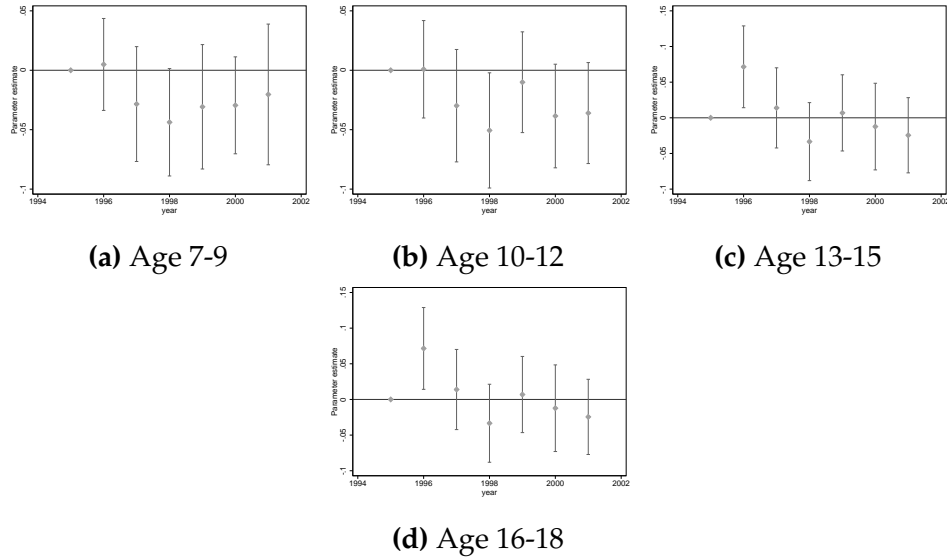 .05
0
-.05
-.1
Parameter estimate
1994 1996 1998 2000 2002
year
(a) Age 7-9
.05
0
-.05
-.1
Parameter estimate
1994 1996 1998 2000 2002
year
(b) Age 10-12
.15
.1
.05
0
-.05
-.1
Parameter estimate
1994 1996 1998 2000 2002
year
(c) Age 13-15
.15
.1
.05
0
-.05
-.1
Parameter estimate
1994 1996 1998 2000 2002
year
(d) Age 16-18